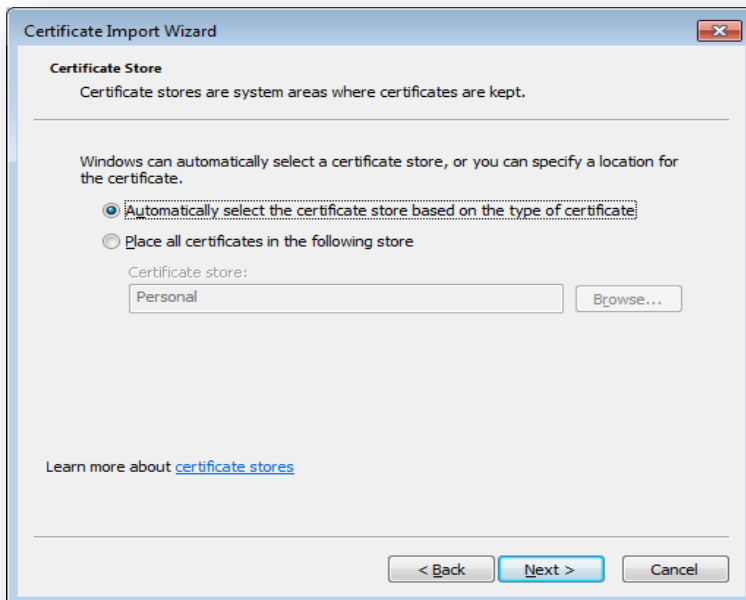 Certificate Import Wizard
Certificate Store
Certificate stores are system areas where certificates are kept.
Windows can automatically select a certificate store, or you can specify a location for
the certificate.
Automatically select the certificate store based on the type of certificate
Place all certificates in the following store
Certificate store:
Personal
Browse...
Learn more about certificate stores
< Back
Next >
Cancel